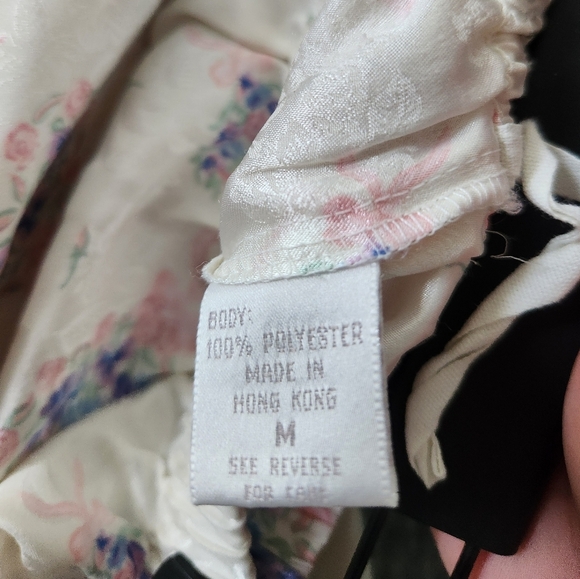 BODY:
100% POLYESTER
MADE IN
HONG KONG
M
SEE REVERSE
FOR CARE